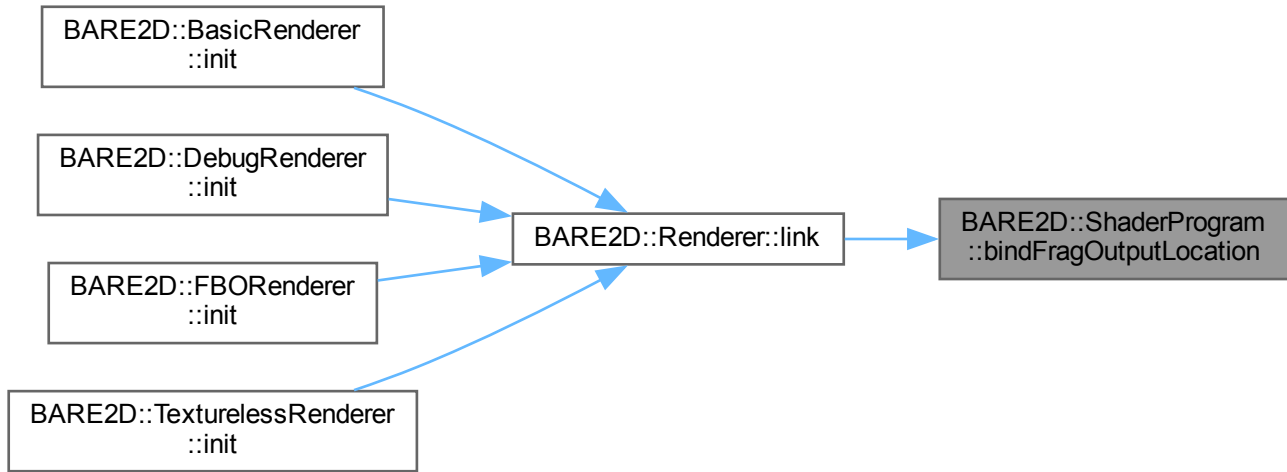 BARE2D::BasicRenderer
::init
BARE2D::DebugRenderer
::init
BARE2D::FBORenderer
::init
BARE2D::TexturelessRenderer
::init
BARE2D::Renderer::link
BARE2D::ShaderProgram
::bindFragOutputLocation